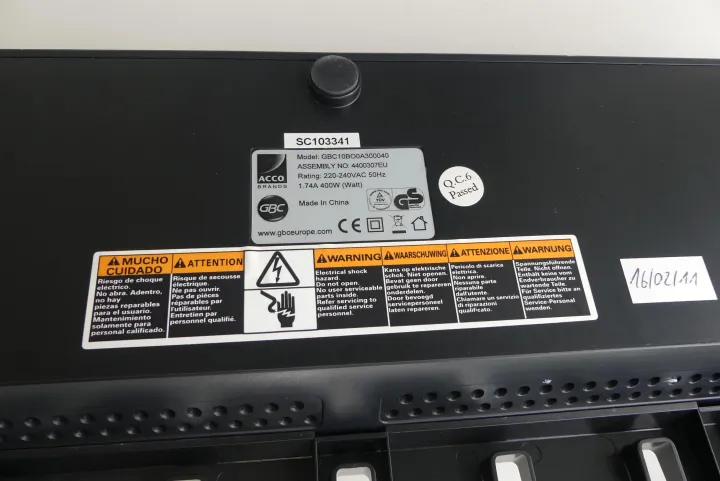 SC103341
ACCO
BRANDS
GBC
Model: GBC10BO0A300040
ASSEMBLY NO: 4400307EU
Rating: 220-240VAC 50Hz
1.74A 400W (Watt)
Made In China
www.gbceurope.com
Q.C.6
Passed
MUCHO
CUIDADO
Riesgo de choque
eléctrico.
No abra. Adentro,
no hay
piezas reparables
para el usuario.
Mantenimiento
solamente para
personal calificado.
ATTENTION
Risque de secousse
électrique.
Ne pas ouvrir.
Pas de pièces
réparables par
l'utilisateur.
Entretien par
personnel qualifié.
WARNING
Electrical shock
hazard.
Do not open.
No user serviceable
parts inside.
Refer servicing to
qualified service
personnel.
WAARSCHUWING
Kans op elektrische
schok. Niet openen.
Bevat geen door
gebruik te repareren
onderdelen.
Door bevoegd
servicepersoneel
laten repareren.
ATTENZIONE
Pericolo di scarica
elettrica.
Non aprire.
Nessuna parte
riparabile
dall'utente.
Chiamare un servizio
di riparazioni
qualificato.
WARNUNG
Spannungsführende
Teile. Nicht öffnen.
Enthält keine vom
Endverbraucher zu
wartende Teile.
Für Service bitte an
qualifiziertes
Service-Personal
wenden.
16/02/11